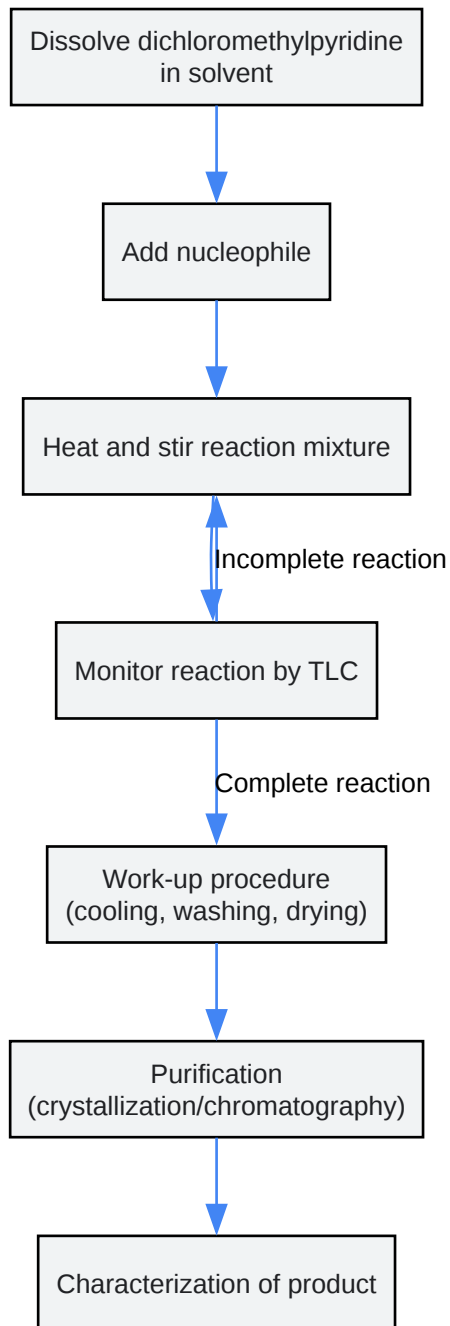 Dissolve dichloromethylpyridine
in solvent
Add nucleophile
Heat and stir reaction mixture
Incomplete reaction
Monitor reaction by TLC
Complete reaction
Work-up procedure
(cooling, washing, drying)
Purification
(crystallization/chromatography)
Characterization of product